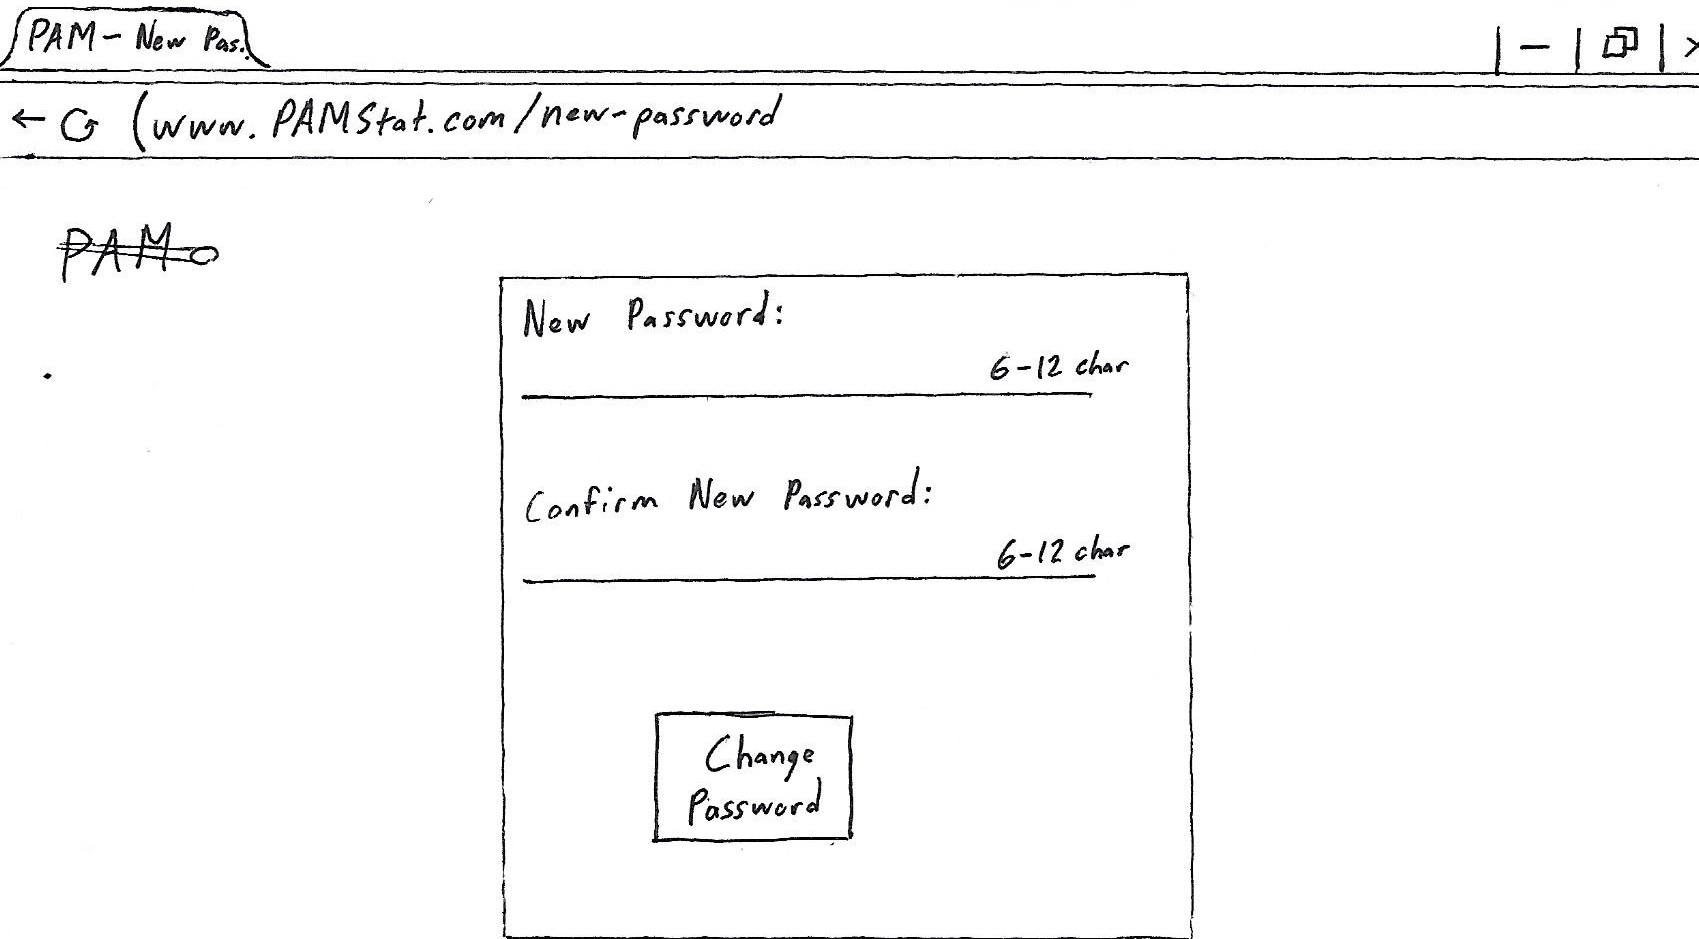 PAM - New Pas.
www.PAMStat.com/new-password
PAM
New Password:
6-12 char
Confirm New Password:
6-12 char
Change
Password